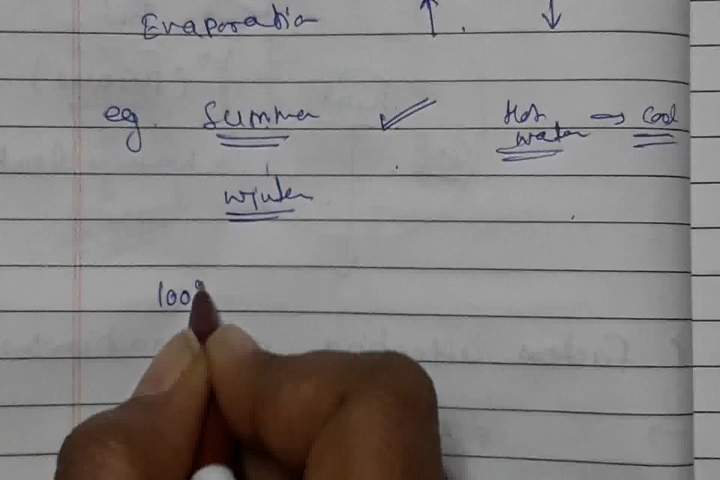 Evaporation ↑ . ↓
eg. Summer ✓ Hot water → Cool
winter
100°